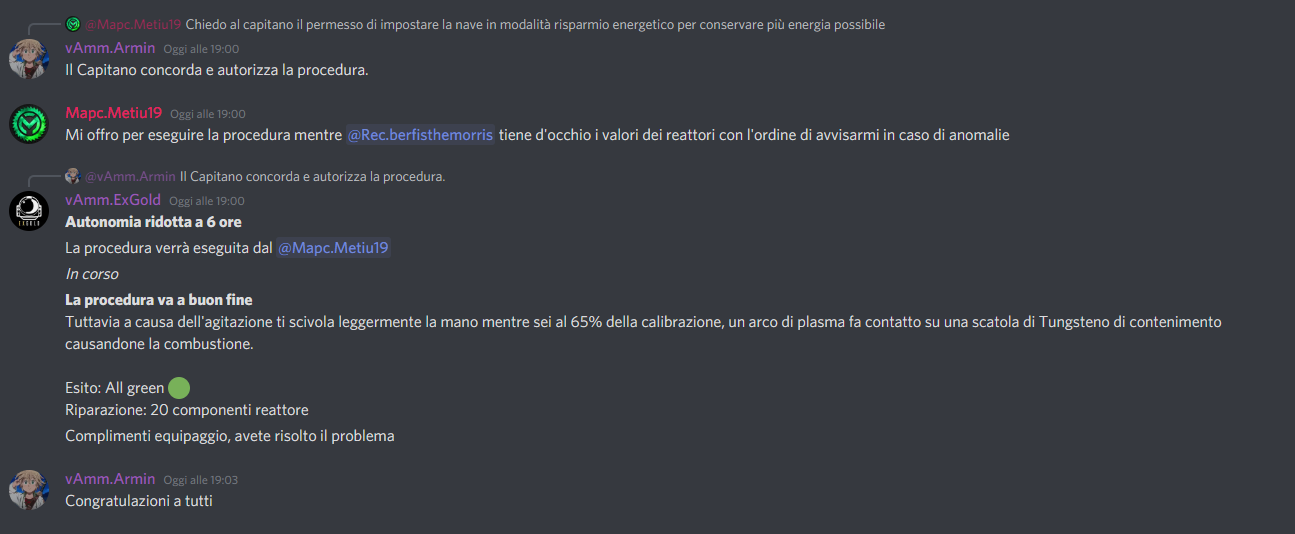 @Mapc.Metiu19 Chiedo al capitano il permesso di impostare la nave in modalità risparmio energetico per conservare più energia possibile
vAmm.Armin Oggi alle 19:00
Il Capitano concorda e autorizza la procedura.
Mapc.Metiu19 Oggi alle 19:00
Mi offro per eseguire la procedura mentre @Rec.berfisthemorris tiene d'occhio i valori dei reattori con l'ordine di avvisarmi in caso di anomalie
@vAmm.Armin Il Capitano concorda e autorizza la procedura.
vAmm.ExGold Oggi alle 19:00
Autonomia ridotta a 6 ore
La procedura verrà eseguita dal @Mapc.Metiu19
In corso
La procedura va a buon fine
Tuttavia a causa dell'agitazione ti scivola leggermente la mano mentre sei al 65% della calibrazione, un arco di plasma fa contatto su una scatola di Tungsteno di contenimento
causandone la combustione.
Esito: All green
Riparazione: 20 componenti reattore
Complimenti equipaggio, avete risolto il problema
vAmm.Armin Oggi alle 19:03
Congratulazioni a tutti